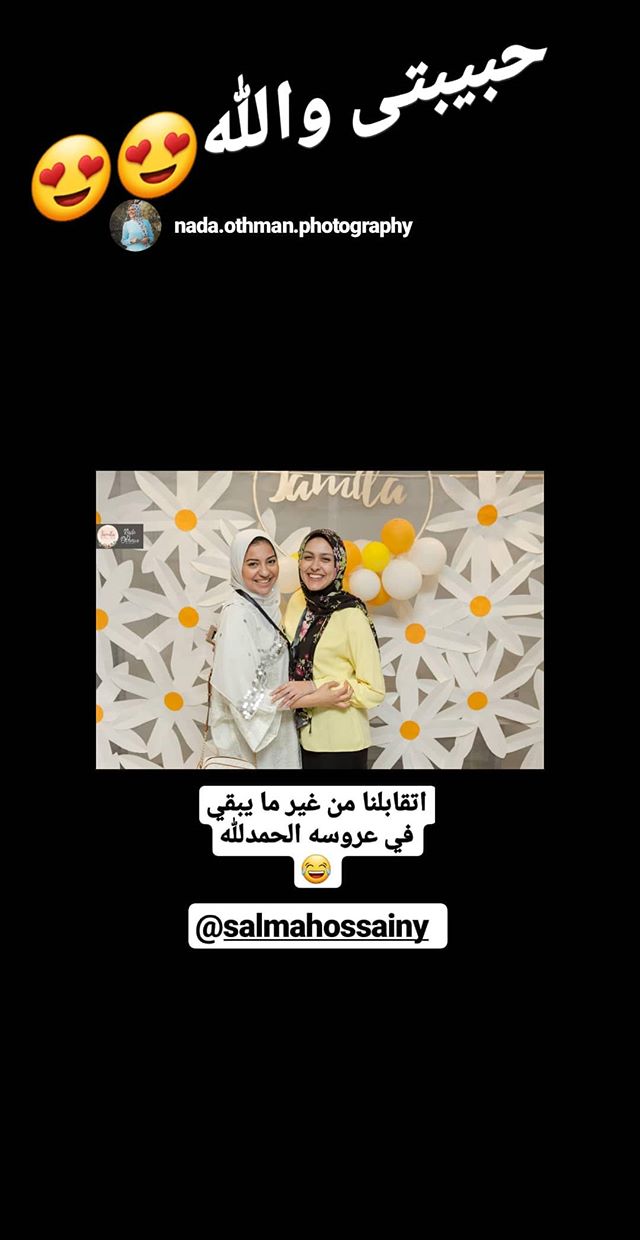 حبيبتى والله😍😍
nada.othman.photography
Jamila
Nada
Othman
اتقابلنا من غير ما يبقي
في عروسه الحمدلله
😂
@salmahossainy